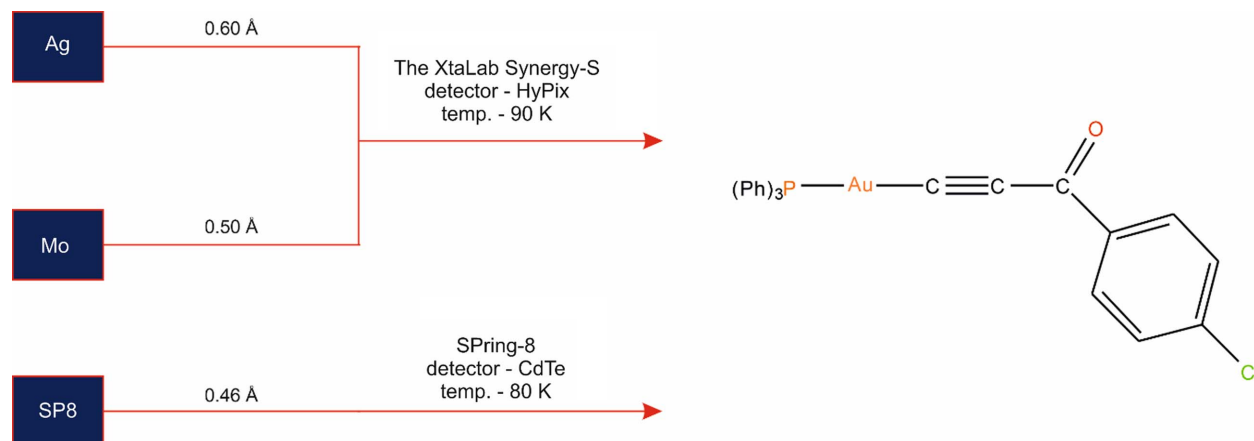 Ag
0.60 Å
The XtaLab Synergy-S
detector - HyPix
temp. - 90 K
Mo
0.50 Å
SP8
0.46 Å
SPring-8
detector - CdTe
temp. - 80 K
O
(Ph)₃P
Au
C
C
C
C